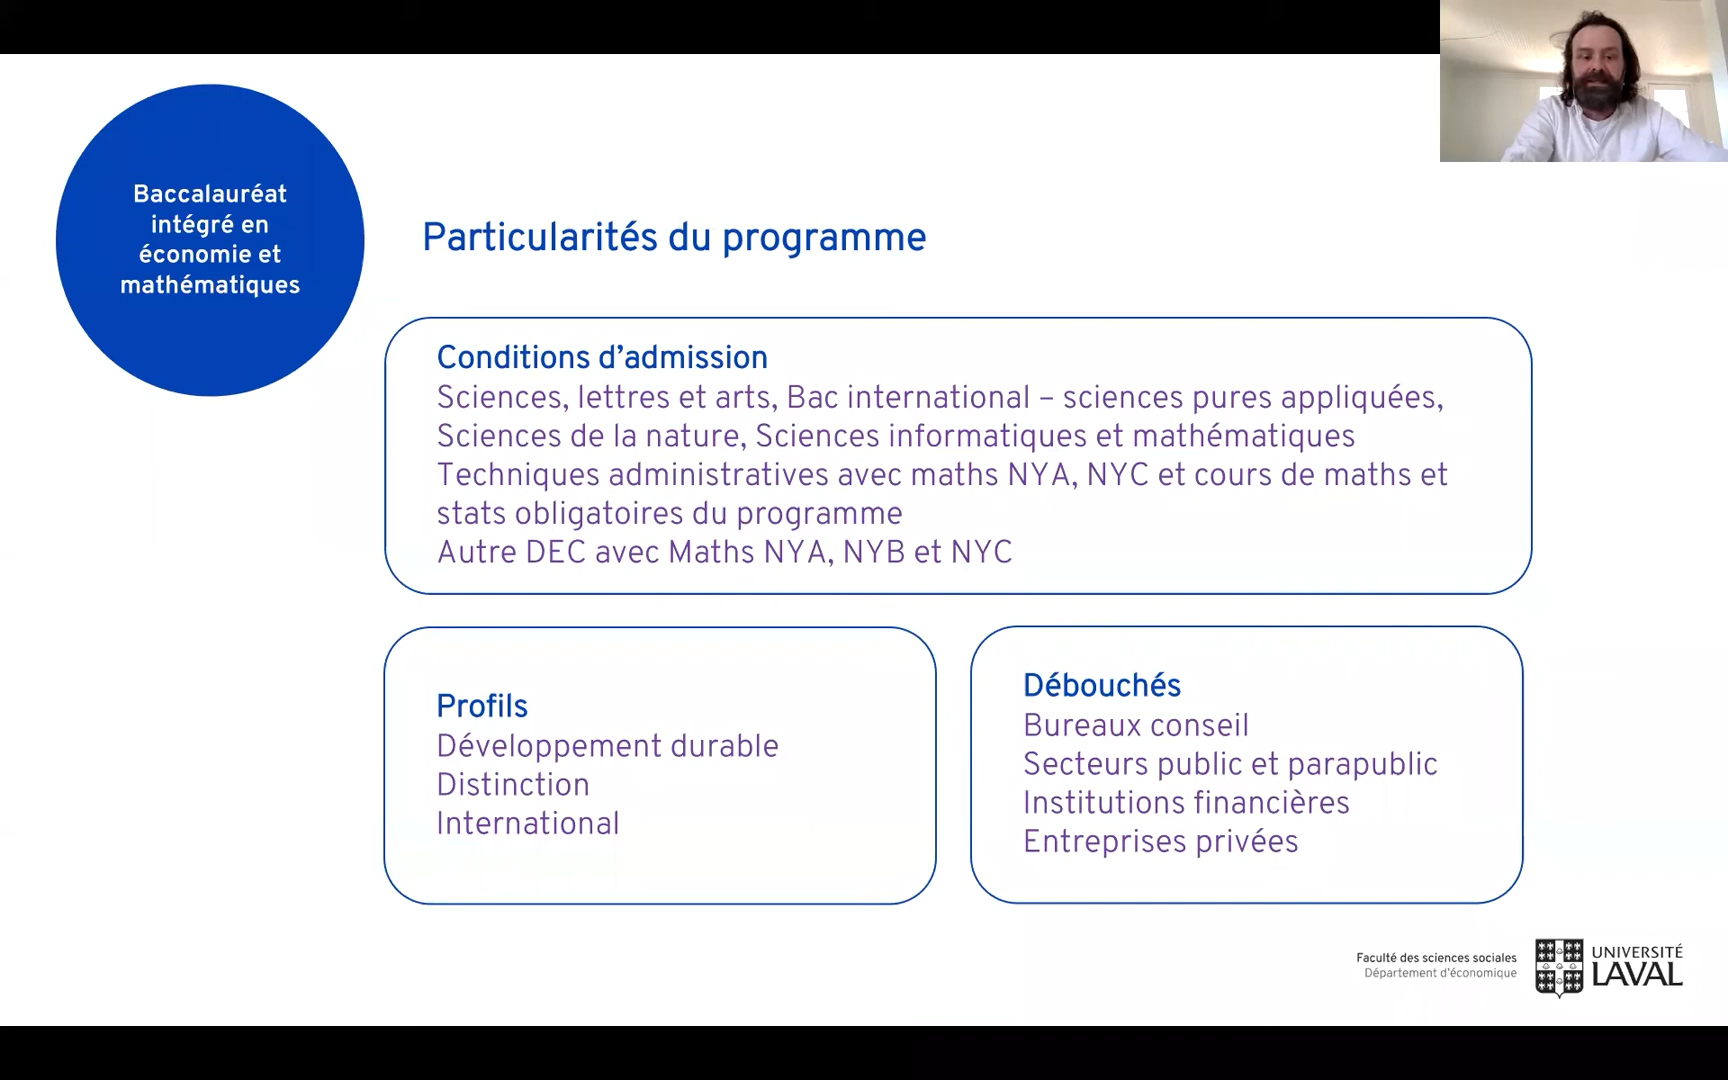 Baccalauréat
intégré en
économie et
mathématiques
Particularités du programme
Conditions d’admission
Sciences, lettres et arts, Bac international – sciences pures appliquées,
Sciences de la nature, Sciences informatiques et mathématiques
Techniques administratives avec maths NYA, NYC et cours de maths et
stats obligatoires du programme
Autre DEC avec Maths NYA, NYB et NYC
Profils
Développement durable
Distinction
International
Débouchés
Bureaux conseil
Secteurs public et parapublic
Institutions financières
Entreprises privées
Faculté des sciences sociales
Département d’économique
UNIVERSITÉ
LAVAL